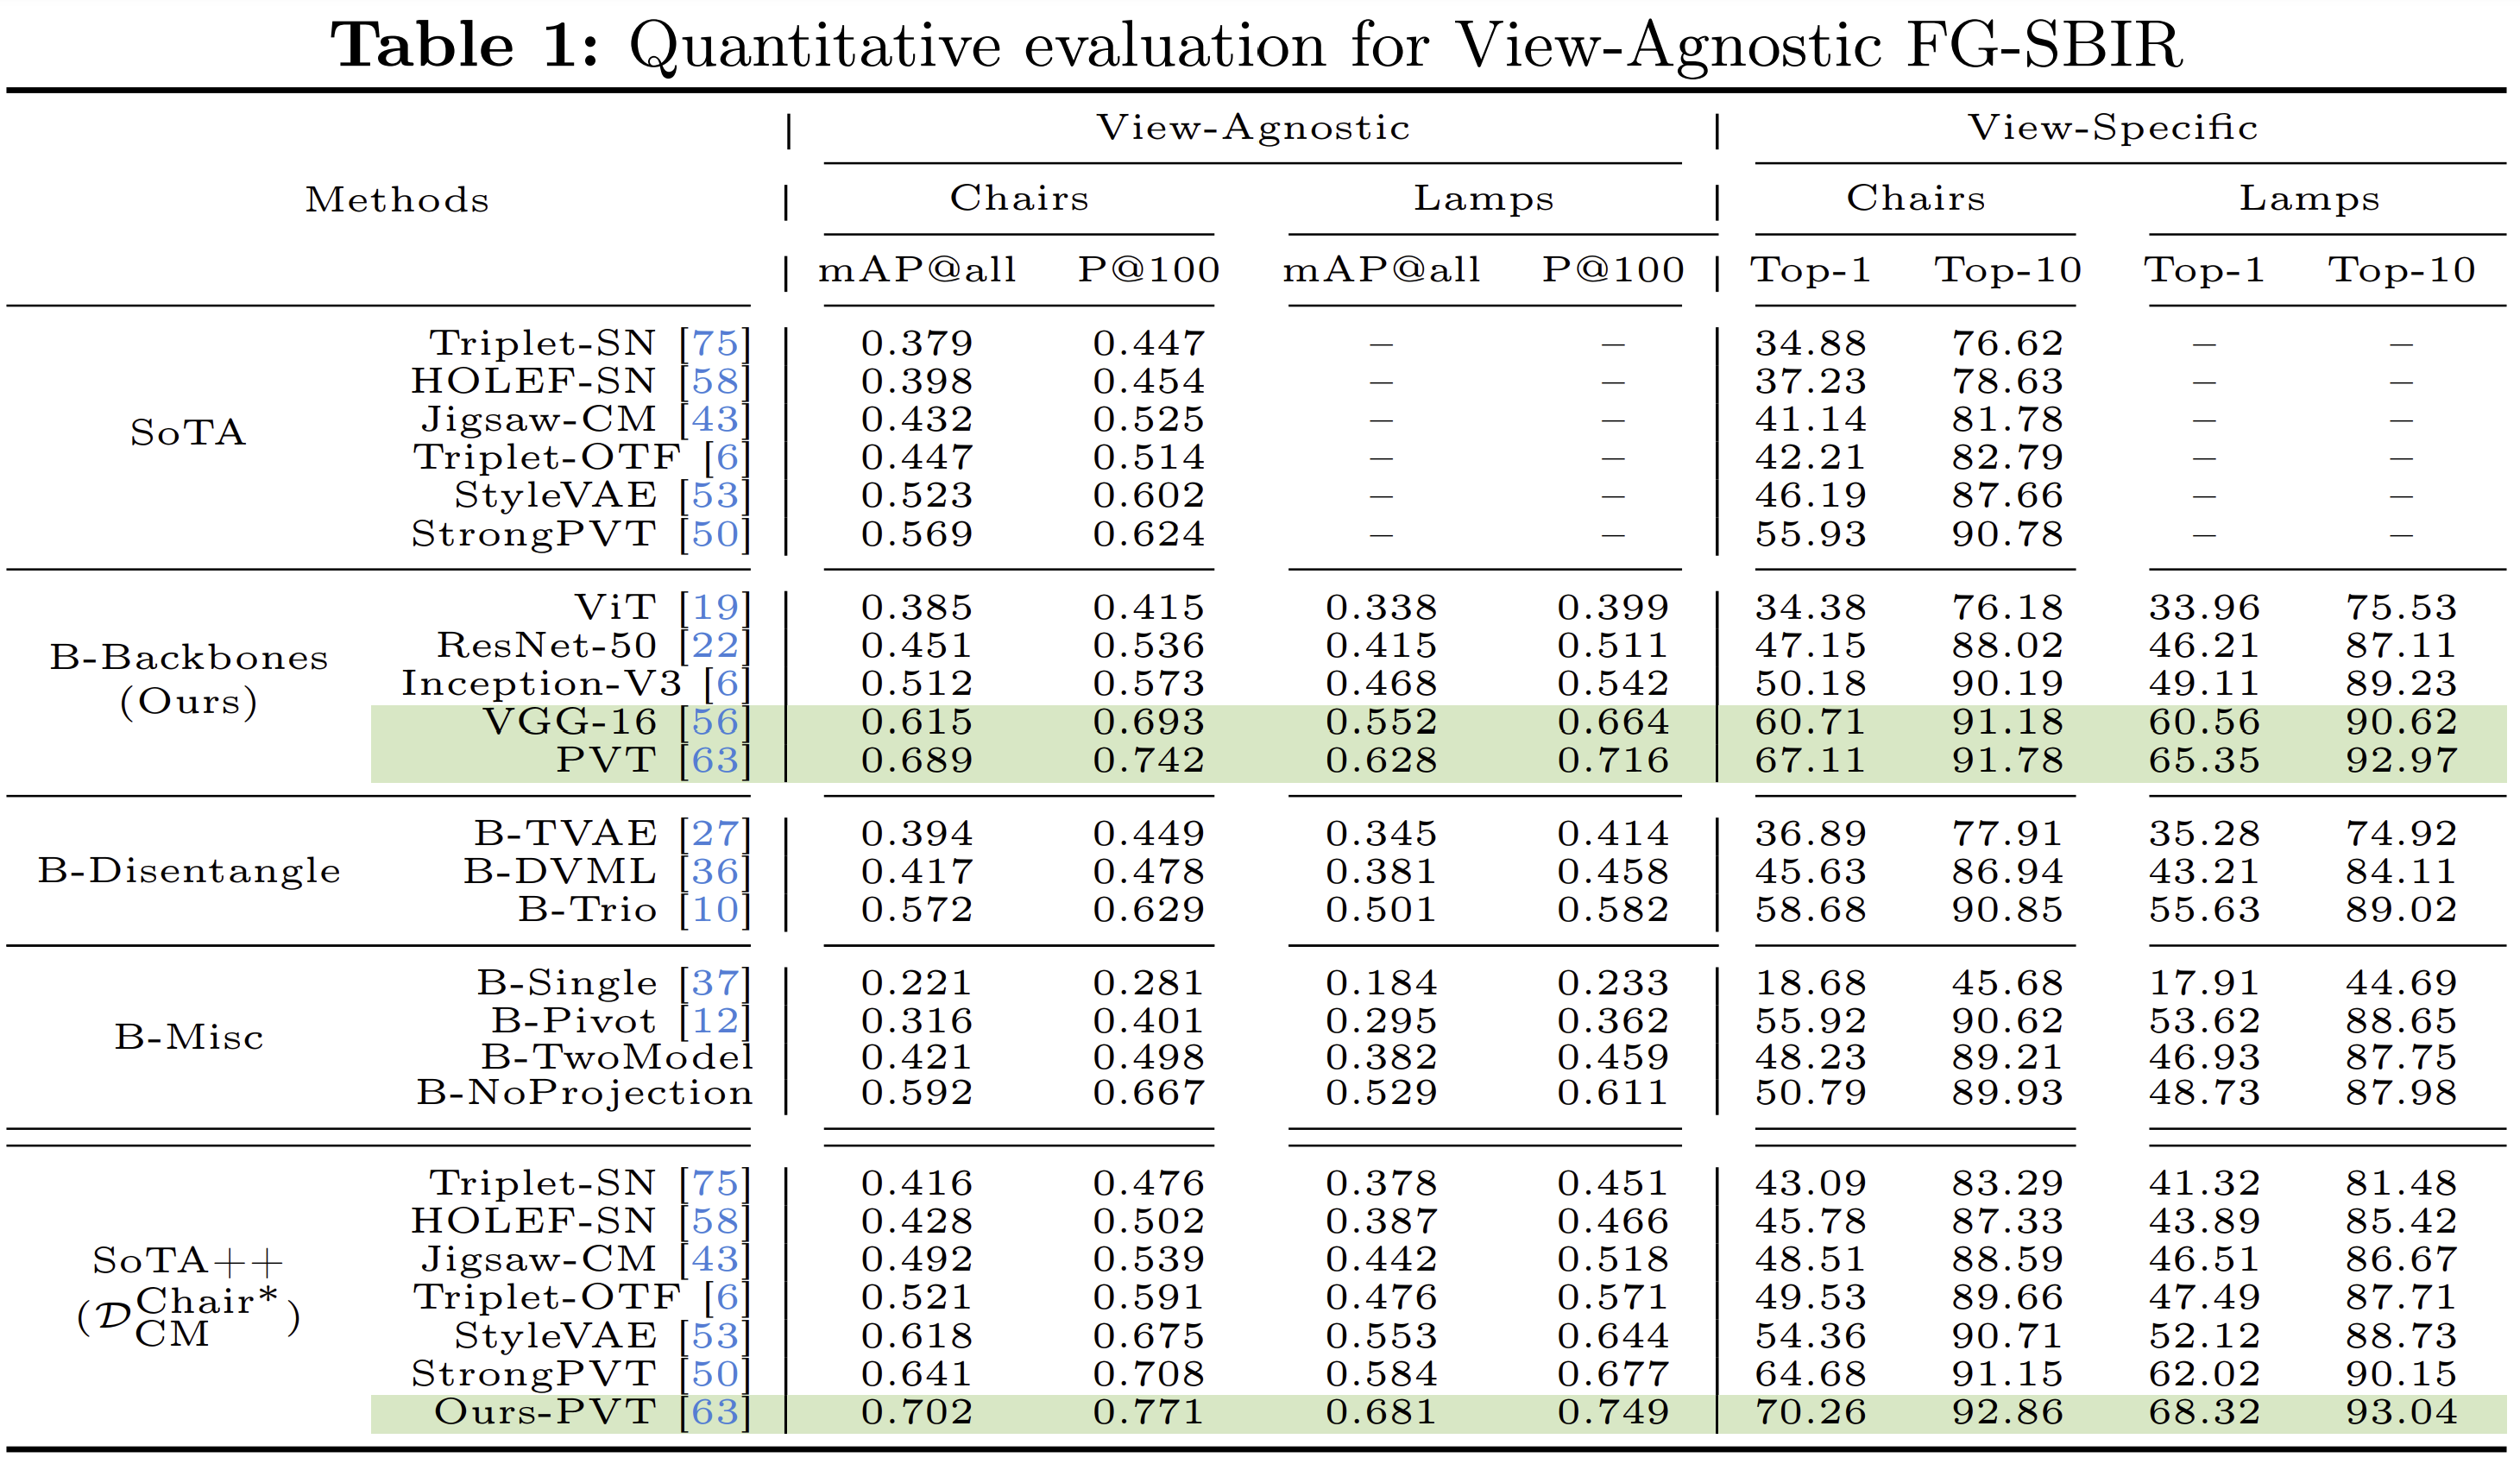 Table 1: Quantitative evaluation for View-Agnostic FG-SBIR
Methods | View-Agnostic | View-Specific
| Chairs Lamps | Chairs Lamps
| mAP@all P@100 mAP@all P@100 | Top-1 Top-10 Top-1 Top-10
SoTA
Triplet-SN [75] 0.379 0.447 – – 34.88 76.62 – –
HOLEF-SN [58] 0.398 0.454 – – 37.23 78.63 – –
Jigsaw-CM [43] 0.432 0.525 – – 41.14 81.78 – –
Triplet-OTF [6] 0.447 0.514 – – 42.21 82.79 – –
StyleVAE [53] 0.523 0.602 – – 46.19 87.66 – –
StrongPVT [50] 0.569 0.624 – – 55.93 90.78 – –
B-Backbones
(Ours)
ViT [19] 0.385 0.415 0.338 0.399 34.38 76.18 33.96 75.53
ResNet-50 [22] 0.451 0.536 0.415 0.511 47.15 88.02 46.21 87.11
Inception-V3 [6] 0.512 0.573 0.468 0.542 50.18 90.19 49.11 89.23
VGG-16 [56] 0.615 0.693 0.552 0.664 60.71 91.18 60.56 90.62
PVT [63] 0.689 0.742 0.628 0.716 67.11 91.78 65.35 92.97
B-Disentangle
B-TVAE [27] 0.394 0.449 0.345 0.414 36.89 77.91 35.28 74.92
B-DVML [36] 0.417 0.478 0.381 0.458 45.63 86.94 43.21 84.11
B-Trio [10] 0.572 0.629 0.501 0.582 58.68 90.85 55.63 89.02
B-Misc
B-Single [37] 0.221 0.281 0.184 0.233 18.68 45.68 17.91 44.69
B-Pivot [12] 0.316 0.401 0.295 0.362 55.92 90.62 53.62 88.65
B-TwoModel 0.421 0.498 0.382 0.459 48.23 89.21 46.93 87.75
B-NoProjection 0.592 0.667 0.529 0.611 50.79 89.93 48.73 87.98
SoTA++
(𝒟 Chair* CM)
Triplet-SN [75] 0.416 0.476 0.378 0.451 43.09 83.29 41.32 81.48
HOLEF-SN [58] 0.428 0.502 0.387 0.466 45.78 87.33 43.89 85.42
Jigsaw-CM [43] 0.492 0.539 0.442 0.518 48.51 88.59 46.51 86.67
Triplet-OTF [6] 0.521 0.591 0.476 0.571 49.53 89.66 47.49 87.71
StyleVAE [53] 0.618 0.675 0.553 0.644 54.36 90.71 52.12 88.73
StrongPVT [50] 0.641 0.708 0.584 0.677 64.68 91.15 62.02 90.15
Ours-PVT [63] 0.702 0.771 0.681 0.749 70.26 92.86 68.32 93.04